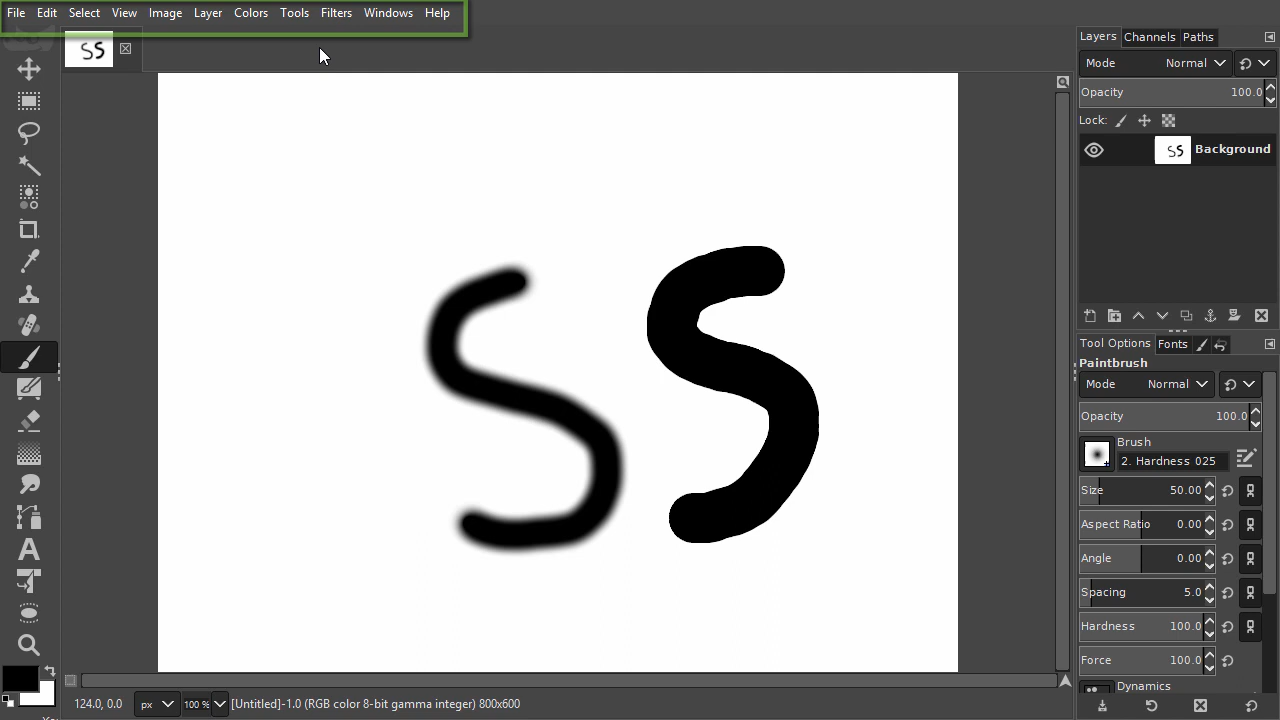 File Edit Select View Image Layer Colors Tools Filters Windows Help
SS
Layers Channels Paths
Mode Normal
Opacity 100.0
Lock:
SS Background
SS
Tool Options Fonts
Paintbrush
Mode Normal
Opacity 100.0
Brush
2. Hardness 025
Size 50.00
Aspect Ratio 0.00
Angle 0.00
Spacing 5.0
Hardness 100.0
Force 100.0
Dynamics
124.0, 0.0 px 100 % [Untitled]-1.0 (RGB color 8-bit gamma integer) 800x600